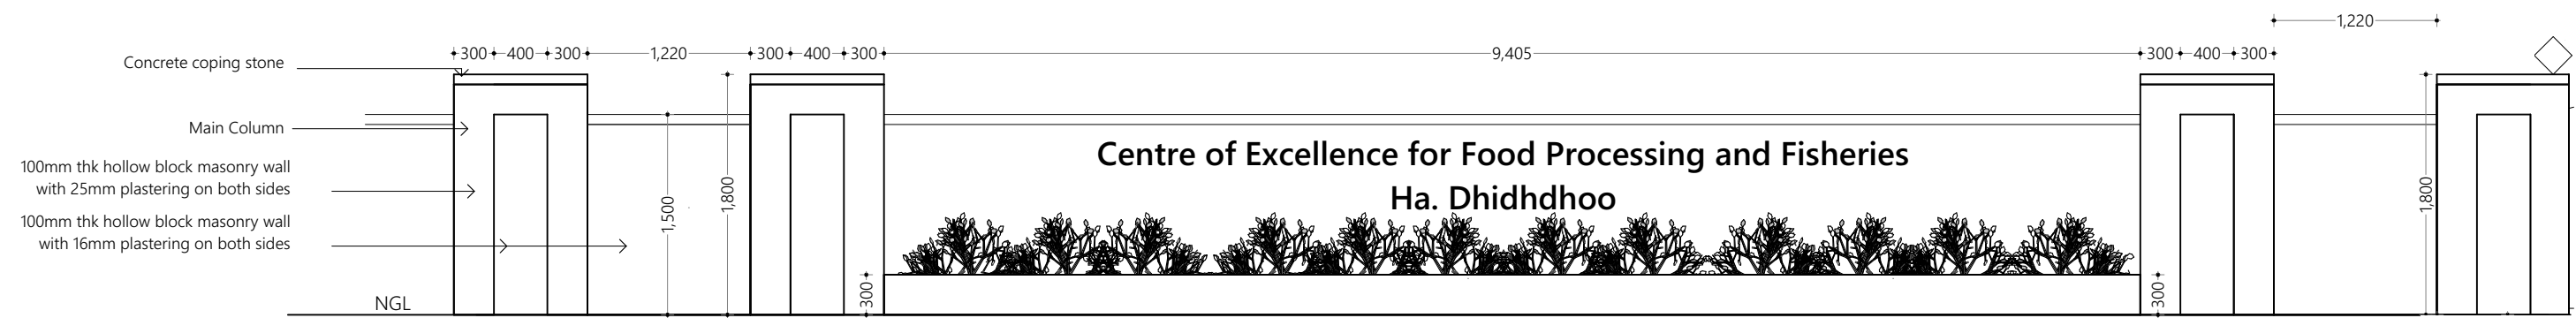 1,220
300 400 300 1,220 300 400 300 9,405 300 400 300
Concrete coping stone
Main Column
100mm thk hollow block masonry wall
with 25mm plastering on both sides
100mm thk hollow block masonry wall
with 16mm plastering on both sides
1,500
1,800
Centre of Excellence for Food Processing and Fisheries
Ha. Dhidhdhoo
1,800
300
300
NGL